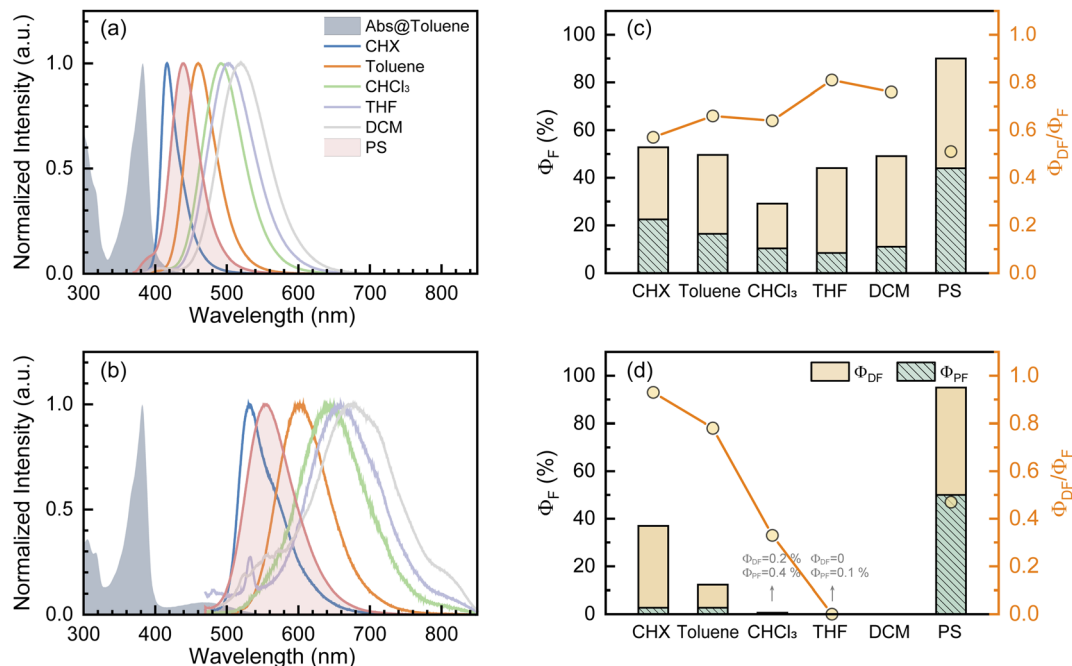 (a)
Abs@Toluene
CHX
Toluene
CHCl₃
THF
DCM
PS
Normalized Intensity (a.u.)
1.0
0.5
0.0
300 400 500 600 700 800
Wavelength (nm)
(c)
Φ_F (%)
100
80
60
40
20
0
CHX Toluene CHCl₃ THF DCM PS
1.0
0.8
0.6
0.4
0.2
0.0
Φ_DF/Φ_F
(b)
Normalized Intensity (a.u.)
1.0
0.5
0.0
300 400 500 600 700 800
Wavelength (nm)
(d)
Φ_DF Φ_PF
Φ_F (%)
100
80
60
40
20
0
Φ_DF=0.2 % Φ_DF=0
Φ_PF=0.4 % Φ_PF=0.1 %
CHX Toluene CHCl₃ THF DCM PS
1.0
0.8
0.6
0.4
0.2
0.0
Φ_DF/Φ_F